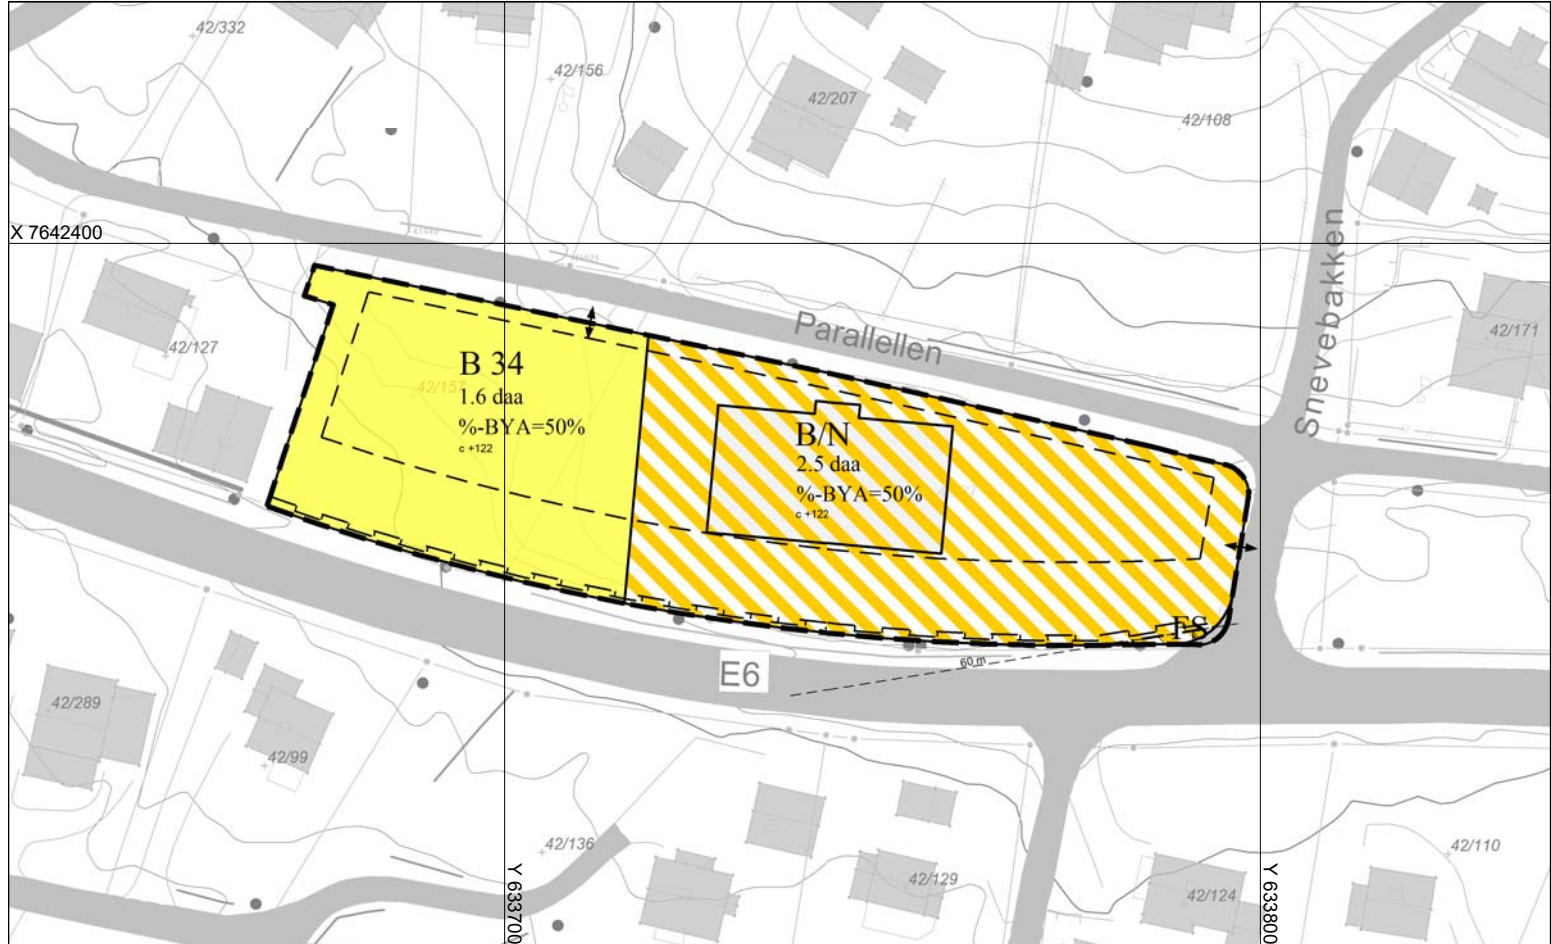 42/332
42/156
42/207
42/108
X 7642400
Snevebakken
Parallellen
42/127
42/171
B 34
42/157
1.6 daa
%-BYA=50%
c +122
B/N
2.5 daa
%-BYA=50%
c +122
FS
60 m
E6
42/289
42/99
42/136
42/129
42/124
42/110
Y 633700
Y 633800